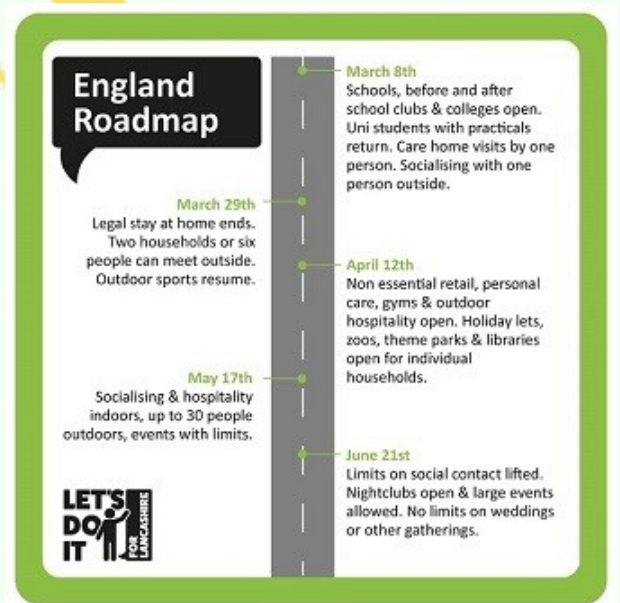 England
Roadmap
March 8th
Schools, before and after
school clubs & colleges open.
Uni students with practicals
return. Care home visits by one
person. Socialising with one
person outside.
March 29th
Legal stay at home ends.
Two households or six
people can meet outside.
Outdoor sports resume.
April 12th
Non essential retail, personal
care, gyms & outdoor
hospitality open. Holiday lets,
zoos, theme parks & libraries
open for individual
households.
May 17th
Socialising & hospitality
indoors, up to 30 people
outdoors, events with limits.
June 21st
Limits on social contact lifted.
Nightclubs open & large events
allowed. No limits on weddings
or other gatherings.
LET'S
DO
IT
FOR
LANCASHIRE